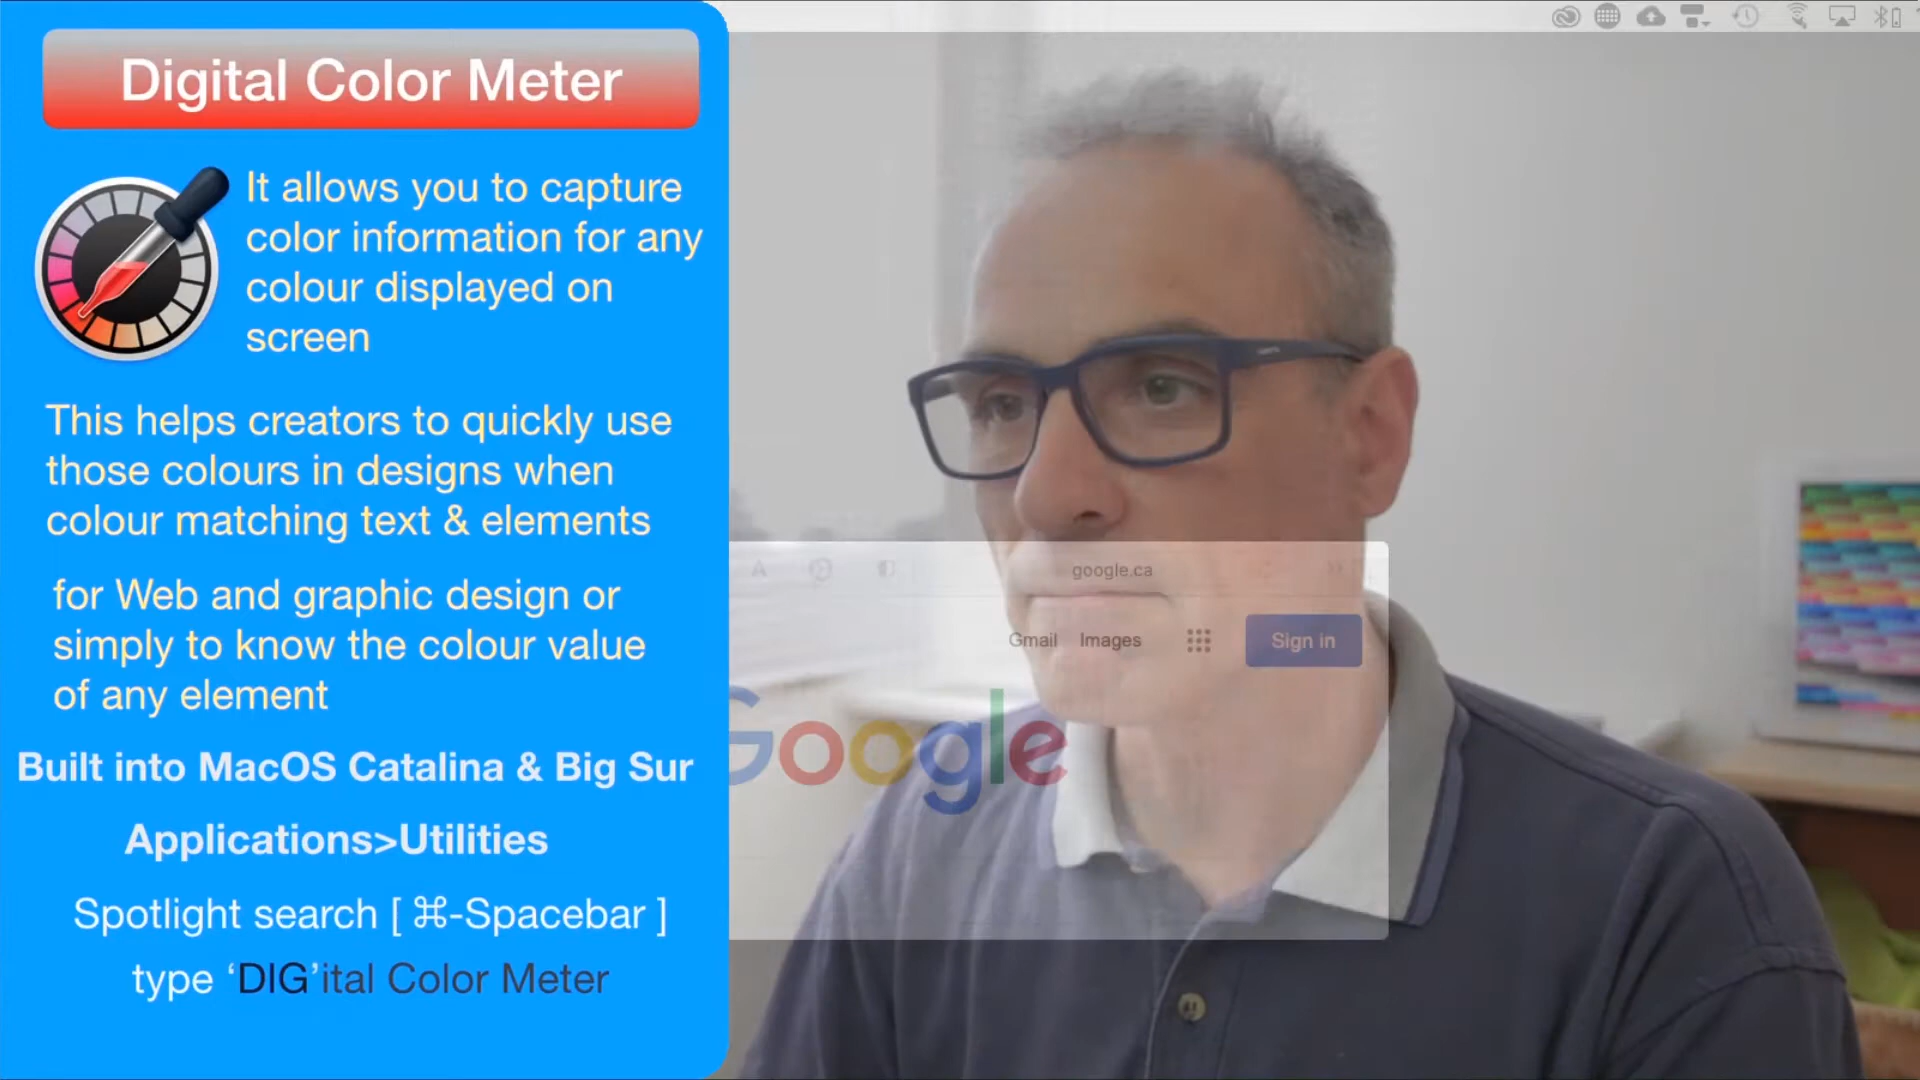 Digital Color Meter
It allows you to capture
color information for any
colour displayed on
screen
This helps creators to quickly use
those colours in designs when
colour matching text & elements
for Web and graphic design or
simply to know the colour value
of any element
Built into MacOS Catalina & Big Sur
Applications>Utilities
Spotlight search [ ⌘-Spacebar ]
type ‘DIG’ital Color Meter
google.ca
Gmail Images Sign in
Google